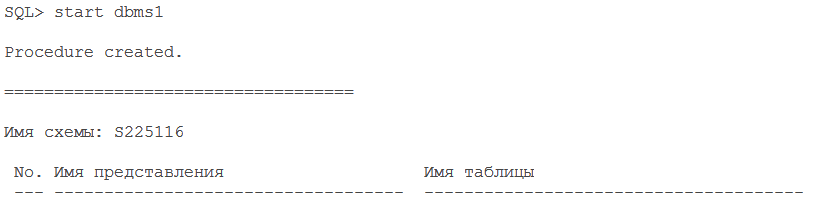 SQL> start dbms1
Procedure created.
===================================
Имя схемы: S225116
No. Имя представления Имя таблицы
--- ----------------------------------- --------------------------------------